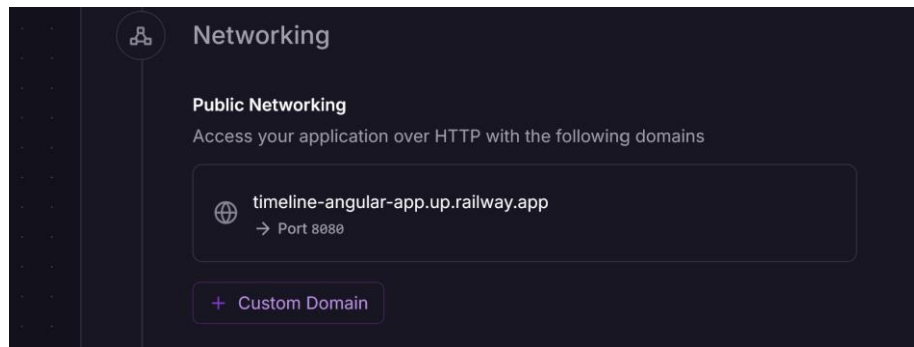 Networking
Public Networking
Access your application over HTTP with the following domains
timeline-angular-app.up.railway.app
→ Port 8080
+ Custom Domain